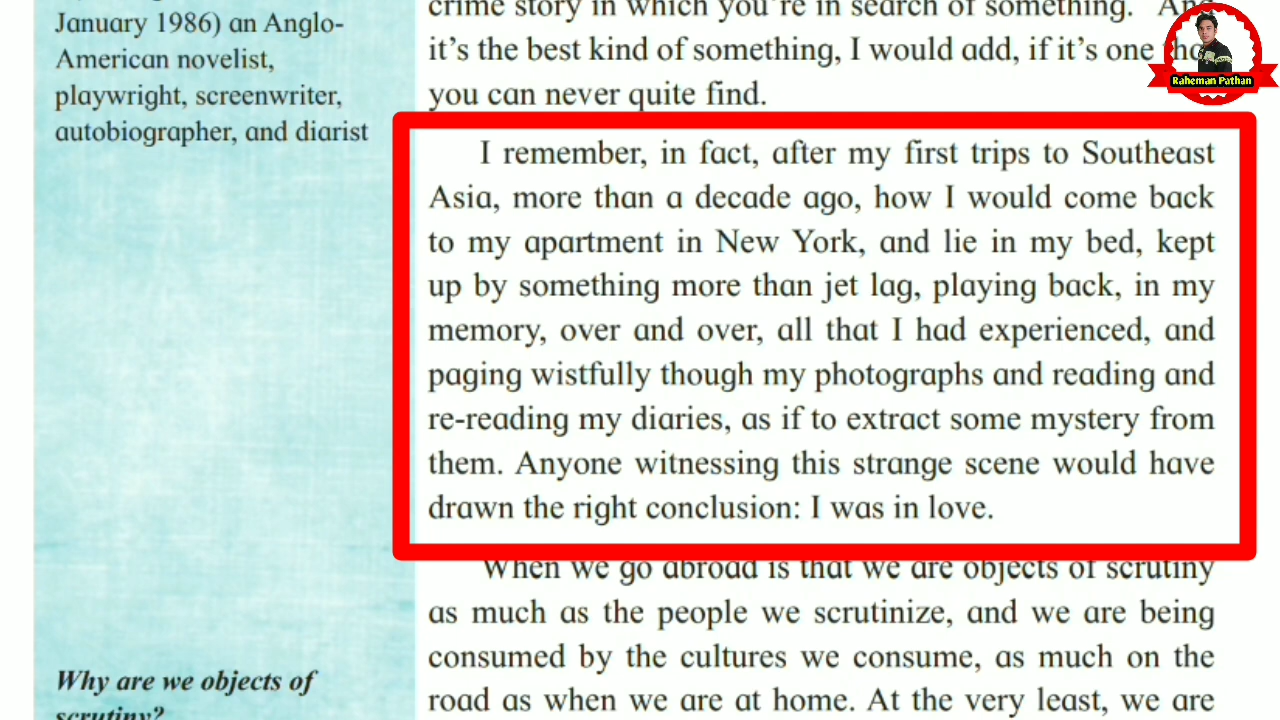 January 1986) an Anglo-
American novelist,
playwright, screenwriter,
autobiographer, and diarist
Why are we objects of
scrutiny?
crime story in which you're in search of something. And
it's the best kind of something, I would add, if it's one
you can never quite find.
I remember, in fact, after my first trips to Southeast
Asia, more than a decade ago, how I would come back
to my apartment in New York, and lie in my bed, kept
up by something more than jet lag, playing back, in my
memory, over and over, all that I had experienced, and
paging wistfully though my photographs and reading and
re-reading my diaries, as if to extract some mystery from
them. Anyone witnessing this strange scene would have
drawn the right conclusion: I was in love.
When we go abroad is that we are objects of scrutiny
as much as the people we scrutinize, and we are being
consumed by the cultures we consume, as much on the
road as when we are at home. At the very least, we are
Raheman Pathan